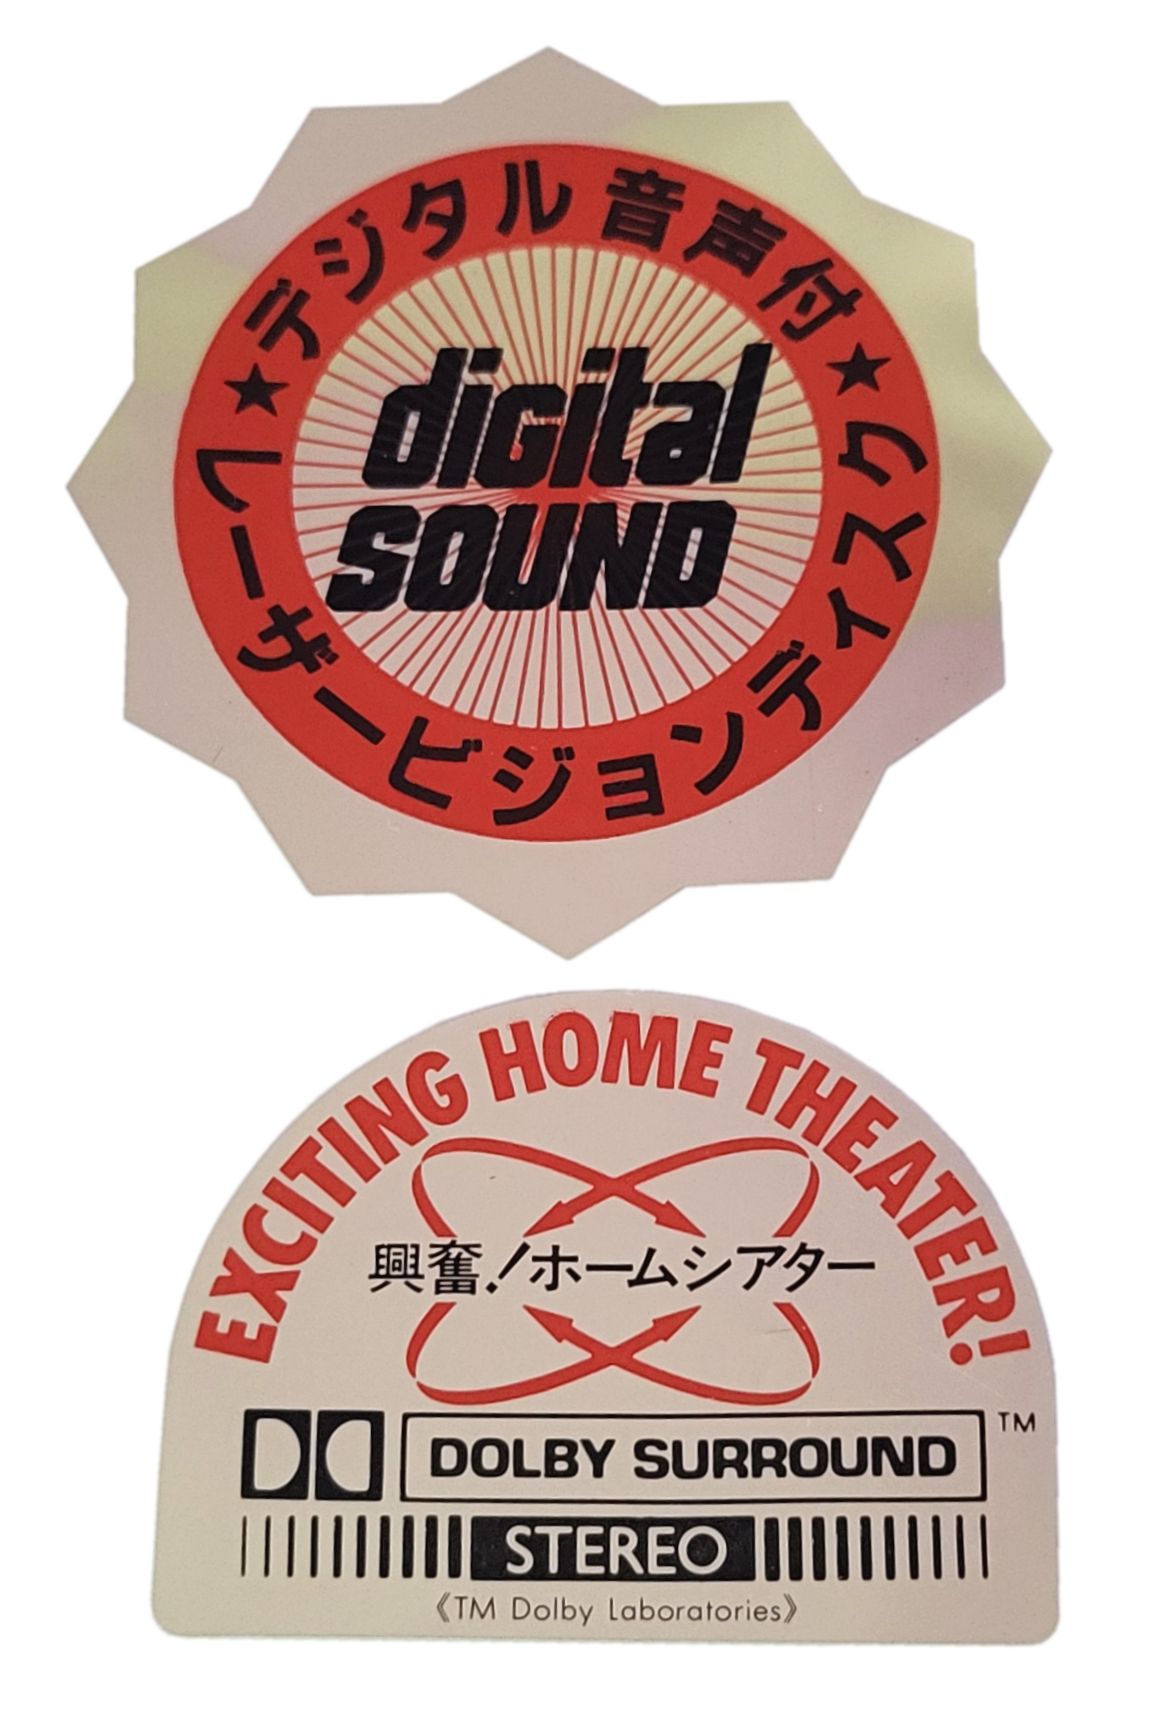 ★デジタル音声付★
レーザービジョンディスク
digital
SOUND
EXCITING HOME THEATER!
興奮!ホームシアター
DOLBY SURROUND TM
STEREO
《TM Dolby Laboratories》